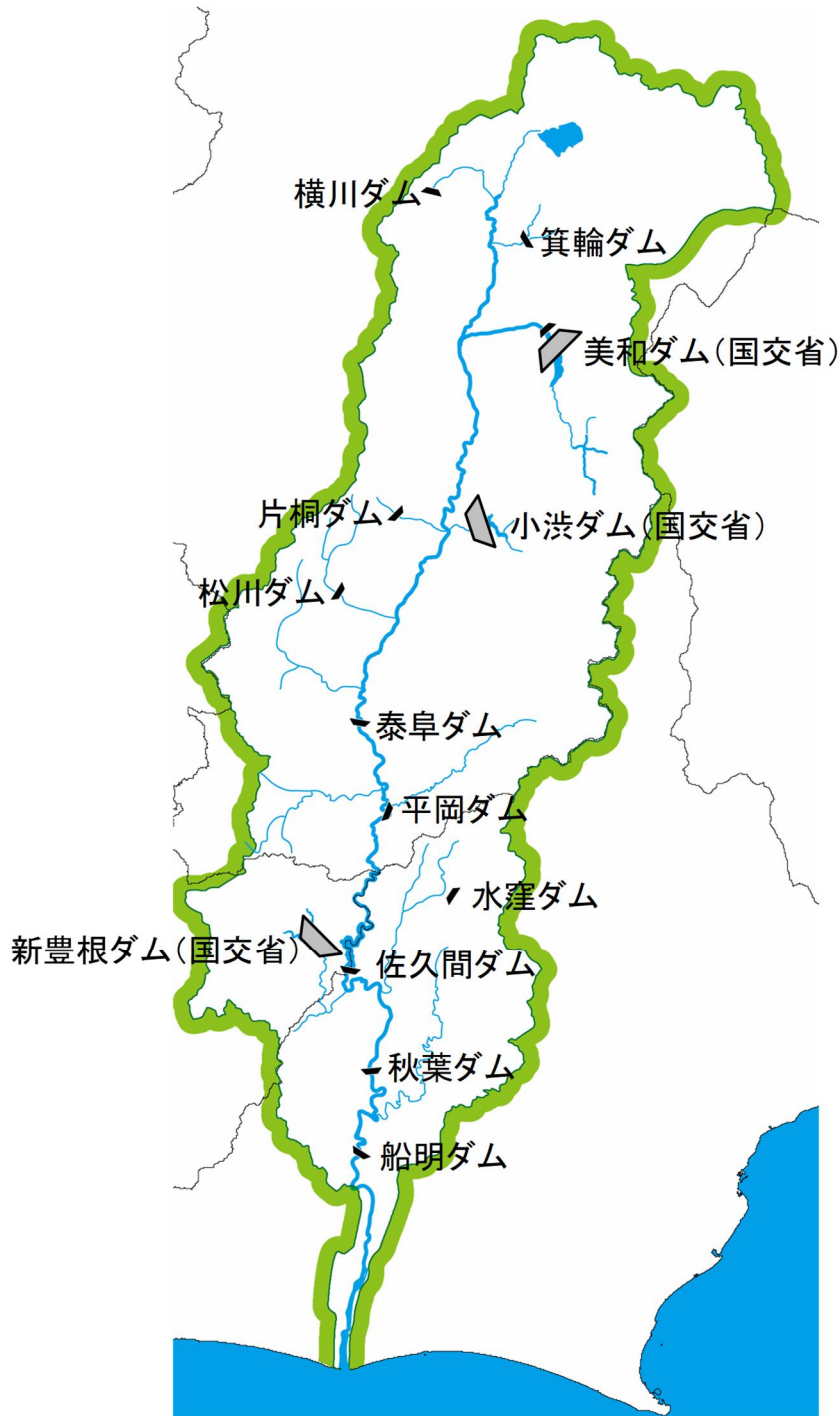 横川ダム
箕輪ダム
美和ダム（国交省）
片桐ダム
小渋ダム（国交省）
松川ダム
泰阜ダム
平岡ダム
水窪ダム
新豊根ダム（国交省）
佐久間ダム
秋葉ダム
船明ダム